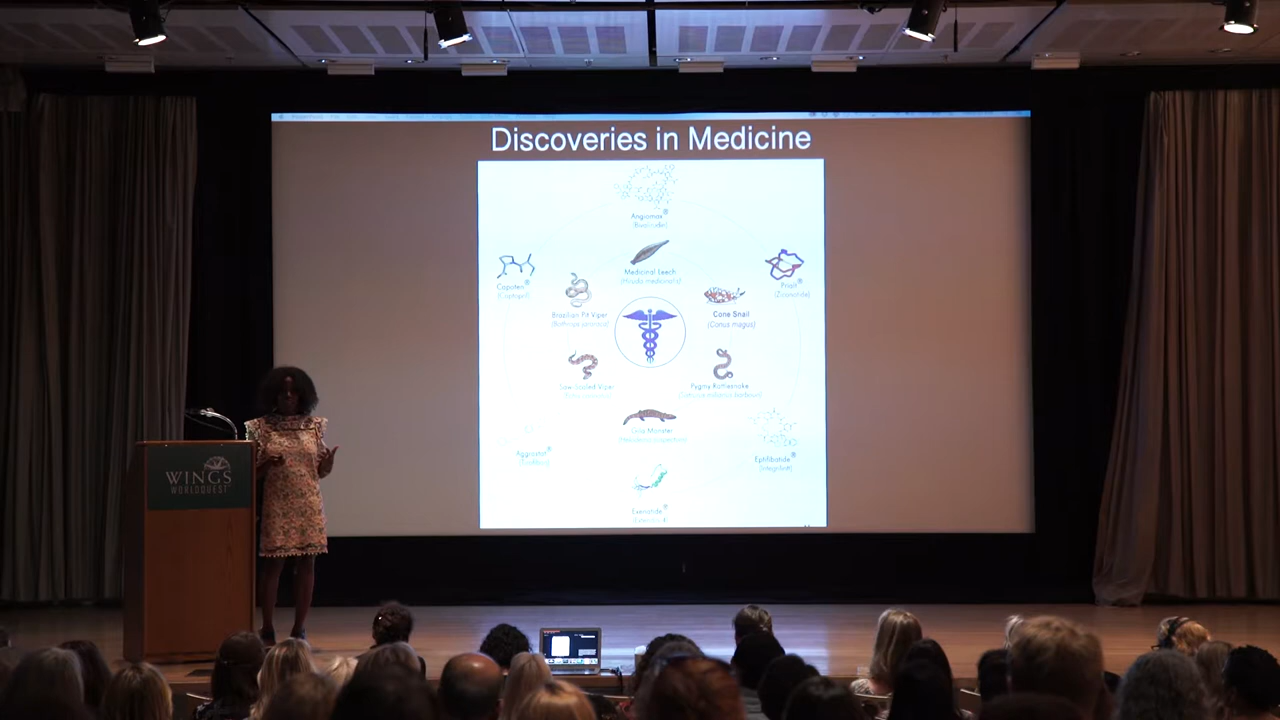 Discoveries in Medicine
Angiomax®
Medicinal Leech
(Hirudo medicinalis)
Capoten®
(Captopril)
Prialt®
(Ziconotide)
Brazilian Pit Viper
Cone Snail
(Conus magus)
Saw Scaled Viper
Pygmy Rattlesnake
Gila Monster
Aggrastat®
Eptifibatide®
(Integrilin)
Exenatide®
WINGS
WORLDQUEST